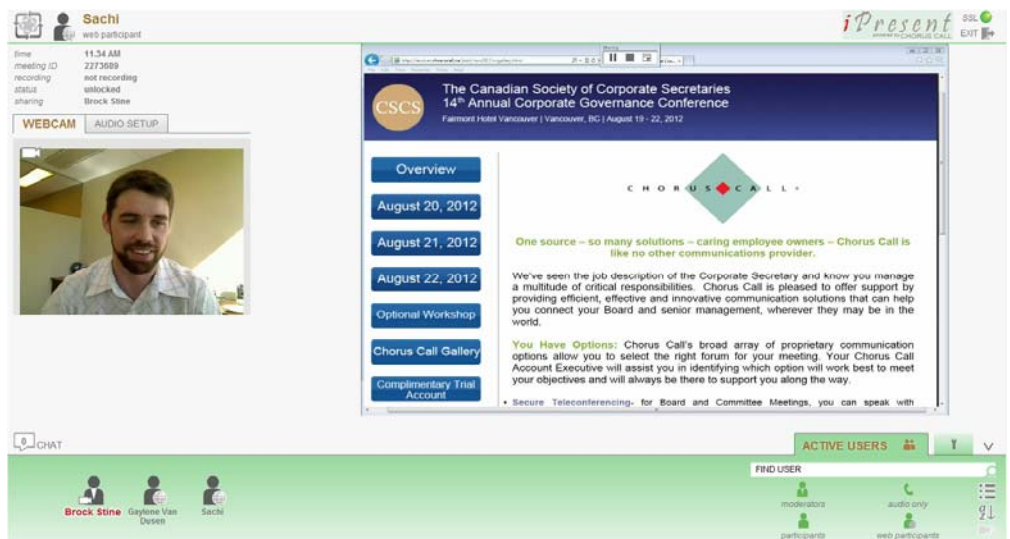 Sachi
web participant
iPresent
powered by CHORUS CALL
SSL
EXIT
time 11.34 AM
meeting ID 2273689
recording not recording
status unlocked
sharing Brock Stine
WEBCAM
AUDIO SETUP
CSCS
The Canadian Society of Corporate Secretaries
14th Annual Corporate Governance Conference
Fairmont Hotel Vancouver | Vancouver, BC | August 19 - 22, 2012
Overview
August 20, 2012
August 21, 2012
August 22, 2012
Optional Workshop
Chorus Call Gallery
Complimentary Trial
Account
CHORUS CALL
One source – so many solutions – caring employee owners – Chorus Call is
like no other communications provider.
We've seen the job description of the Corporate Secretary and know you manage
a multitude of critical responsibilities. Chorus Call is pleased to offer support by
providing efficient, effective and innovative communication solutions that can help
you connect your Board and senior management, wherever they may be in the
world.
You Have Options: Chorus Call's broad array of proprietary communication
options allow you to select the right forum for your meeting. Your Chorus Call
Account Executive will assist you in identifying which option will work best to meet
your objectives and will always be there to support you along the way.
• Secure Teleconferencing- for Board and Committee Meetings, you can speak with
0
CHAT
ACTIVE USERS
FIND USER
Brock Stine
Gaylene Van
Dusen
Sachi
moderators
audio only
participants
web participants